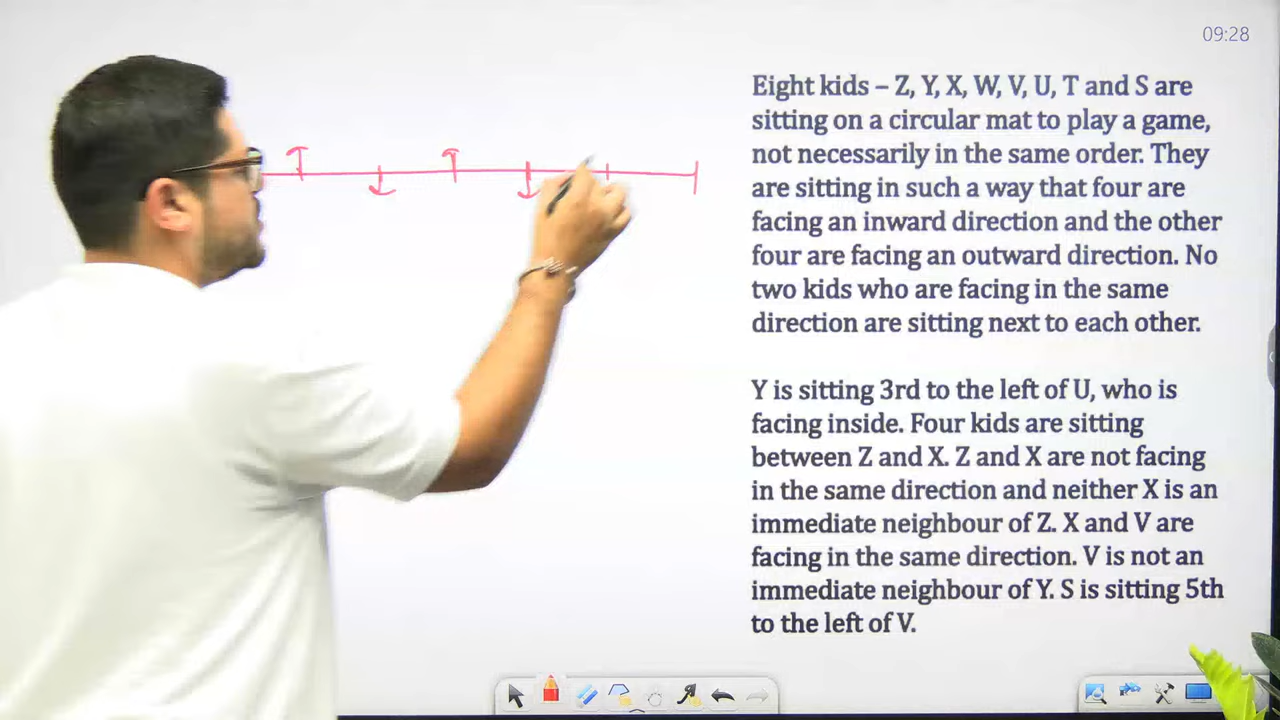 09:28
Eight kids – Z, Y, X, W, V, U, T and S are
sitting on a circular mat to play a game,
not necessarily in the same order. They
are sitting in such a way that four are
facing an inward direction and the other
four are facing an outward direction. No
two kids who are facing in the same
direction are sitting next to each other.
Y is sitting 3rd to the left of U, who is
facing inside. Four kids are sitting
between Z and X. Z and X are not facing
in the same direction and neither X is an
immediate neighbour of Z. X and V are
facing in the same direction. V is not an
immediate neighbour of Y. S is sitting 5th
to the left of V.